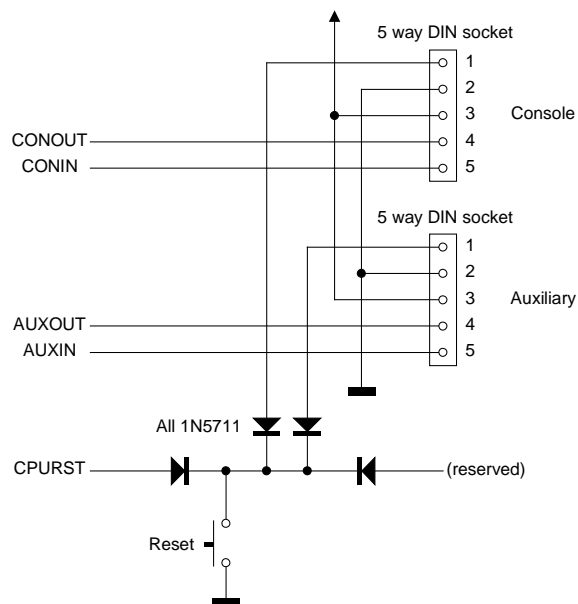 5 way DIN socket
1
2
3 Console
CONOUT 4
CONIN 5
5 way DIN socket
1
2
3 Auxiliary
AUXOUT 4
AUXIN 5
All 1N5711
CPURST (reserved)
Reset